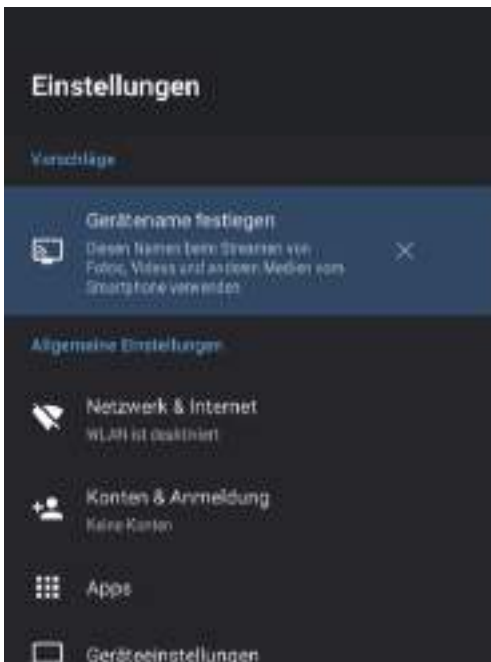 Einstellungen
Vorschläge
Gerätename festlegen
Diesen Namen beim Streamen von
Fotos, Videos und anderen Medien vom
Smartphone verwenden
Allgemeine Einstellungen
Netzwerk & Internet
WLAN ist deaktiviert
Konten & Anmeldung
Keine Konten
Apps
Geräteeinstellungen